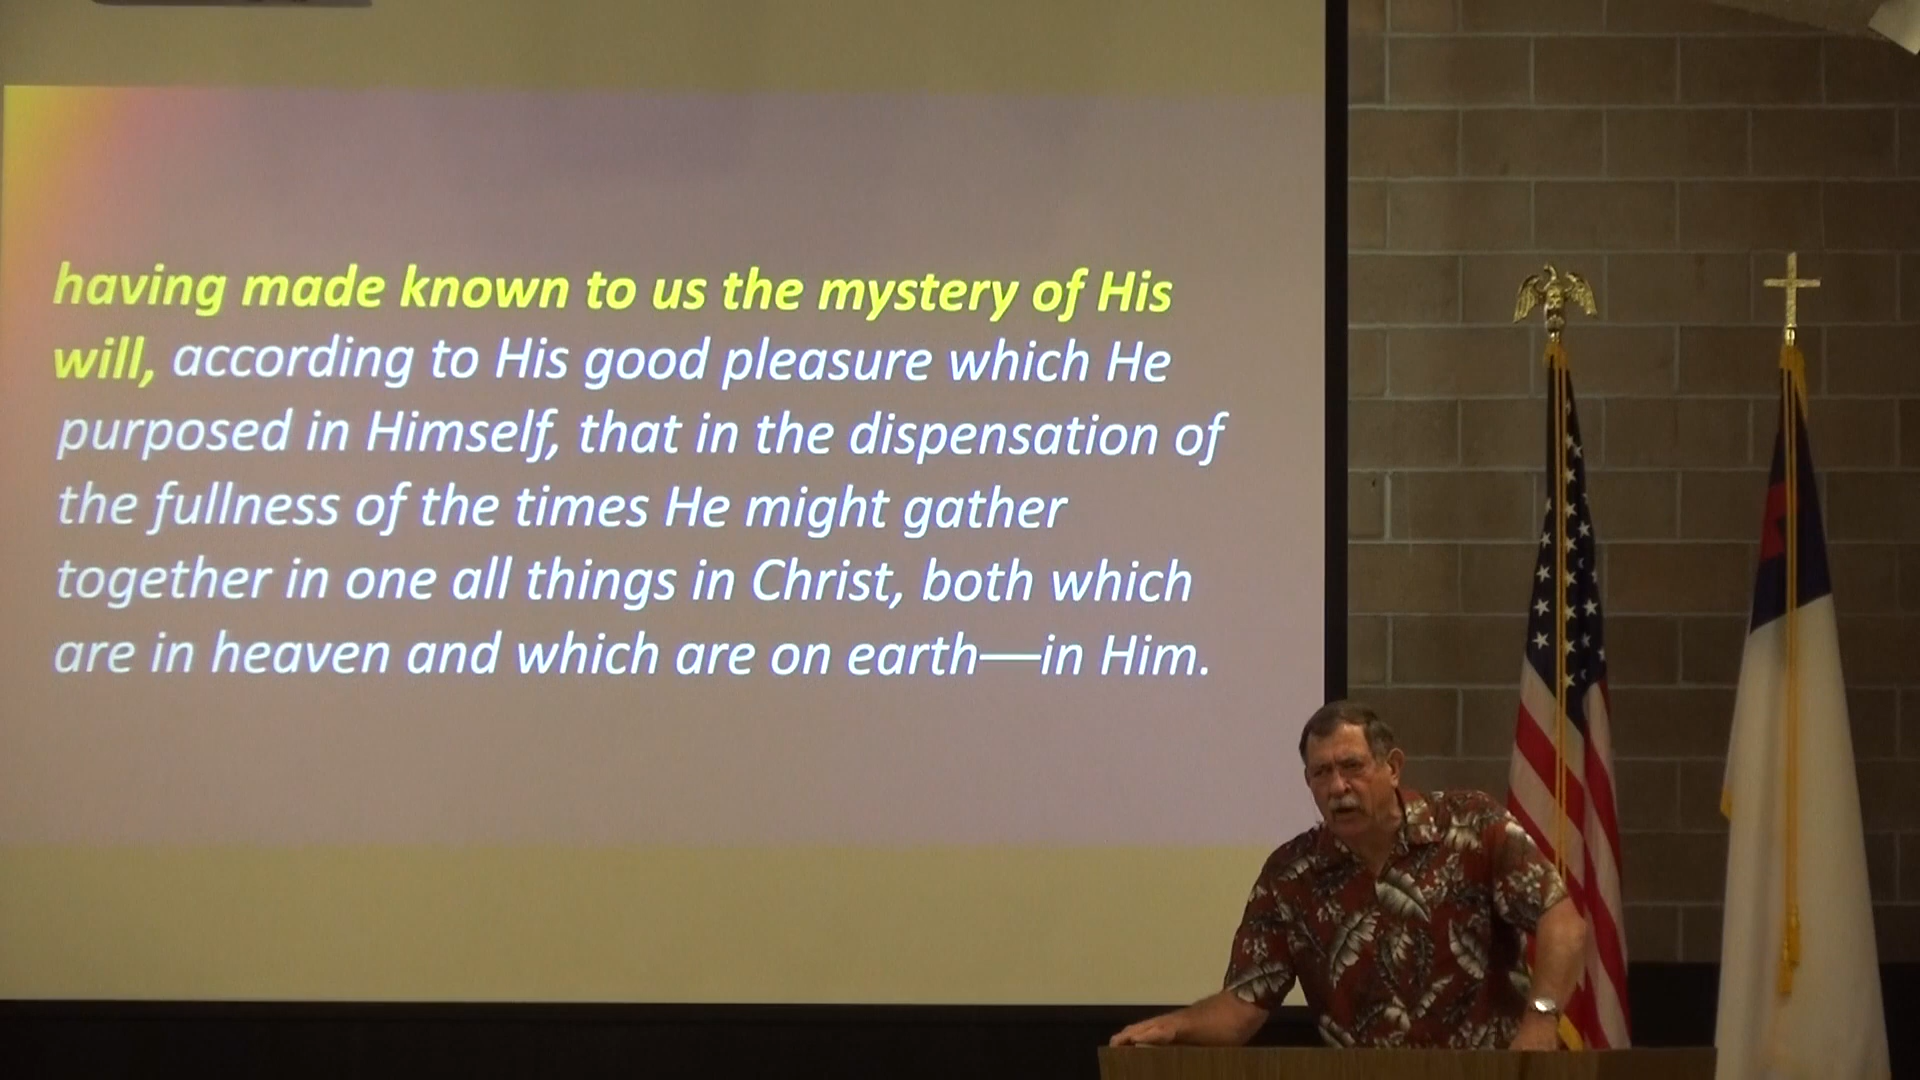 having made known to us the mystery of His
will, according to His good pleasure which He
purposed in Himself, that in the dispensation of
the fullness of the times He might gather
together in one all things in Christ, both which
are in heaven and which are on earth—in Him.